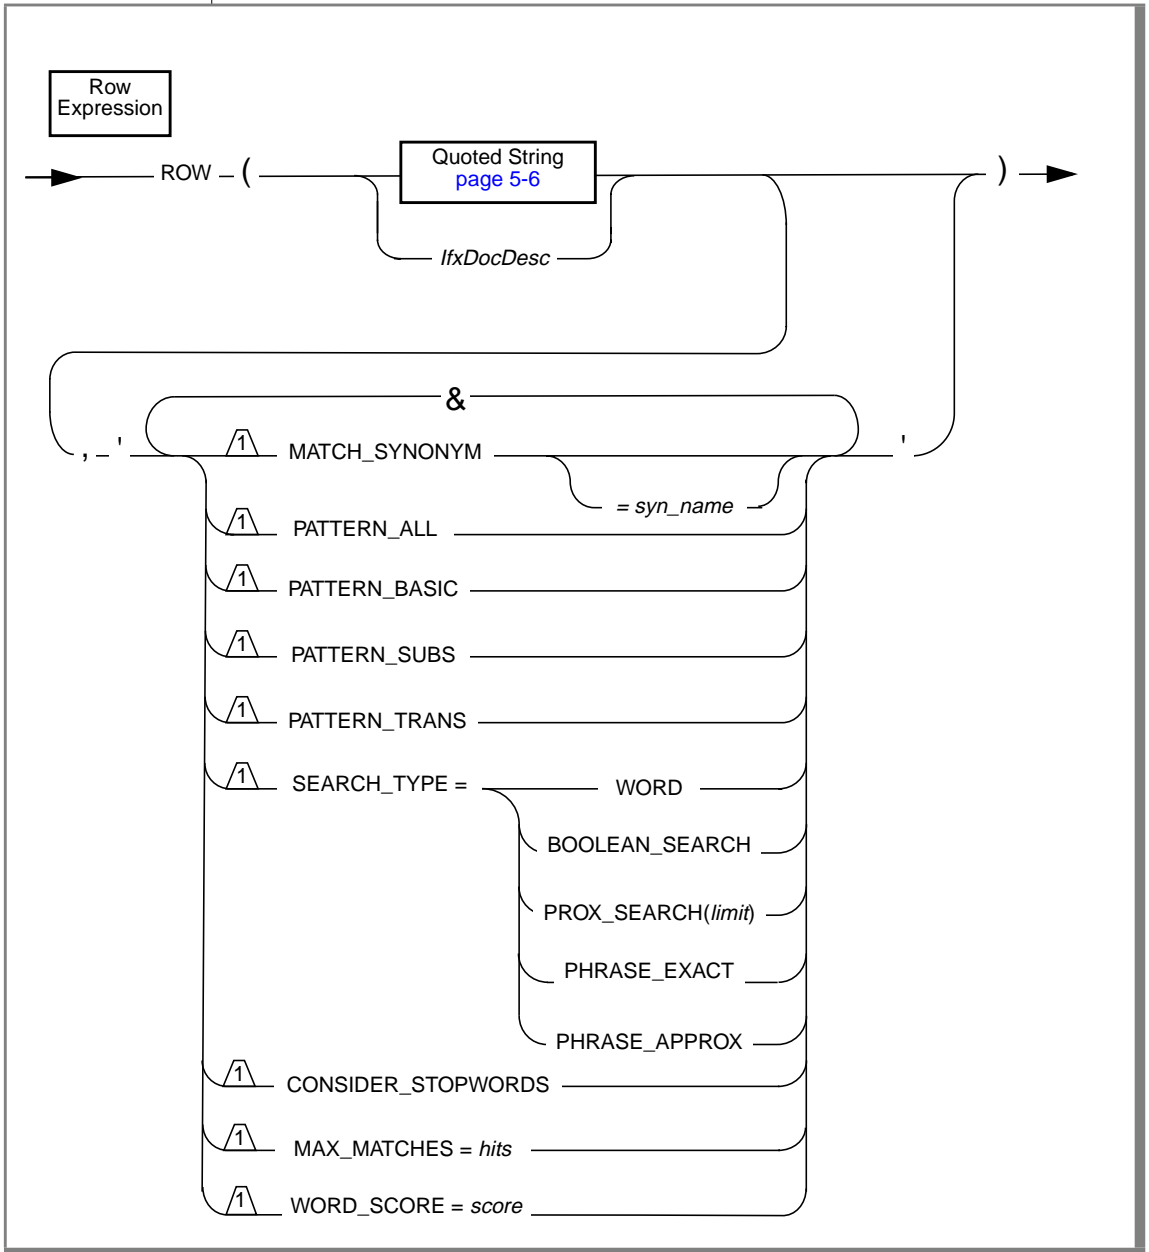 Row
Expression
ROW (
Quoted String
page 5-6
)
IfxDocDesc
&
, '
1
MATCH_SYNONYM
'
= syn_name
1
PATTERN_ALL
1
PATTERN_BASIC
1
PATTERN_SUBS
1
PATTERN_TRANS
1
SEARCH_TYPE =
WORD
BOOLEAN_SEARCH
PROX_SEARCH(limit)
PHRASE_EXACT
PHRASE_APPROX
1
CONSIDER_STOPWORDS
1
MAX_MATCHES = hits
1
WORD_SCORE = score